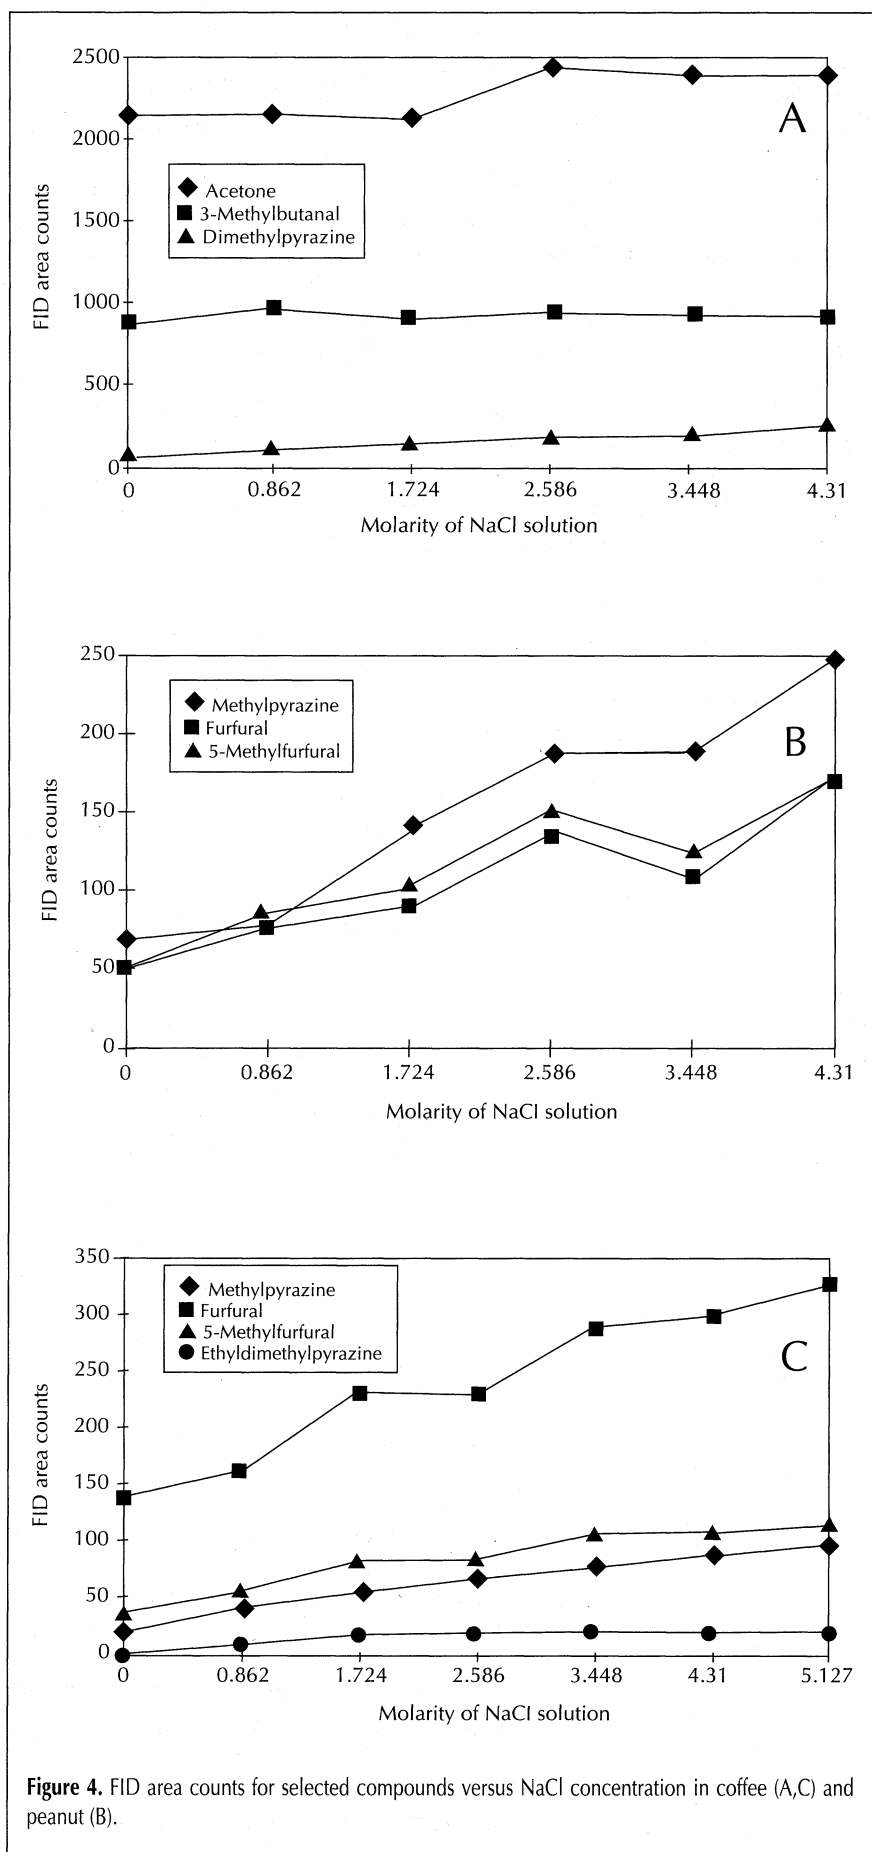 2500
2000
1500
1000
500
0
FID area counts
A
Acetone
3-Methylbutanal
Dimethylpyrazine
0 0.862 1.724 2.586 3.448 4.31
Molarity of NaCl solution
250
200
150
100
50
0
FID area counts
B
Methylpyrazine
Furfural
5-Methylfurfural
0 0.862 1.724 2.586 3.448 4.31
Molarity of NaCl solution
350
300
250
200
150
100
50
0
FID area counts
C
Methylpyrazine
Furfural
5-Methylfurfural
Ethyldimethylpyrazine
0 0.862 1.724 2.586 3.448 4.31 5.127
Molarity of NaCl solution
Figure 4. FID area counts for selected compounds versus NaCl concentration in coffee (A,C) and
peanut (B).